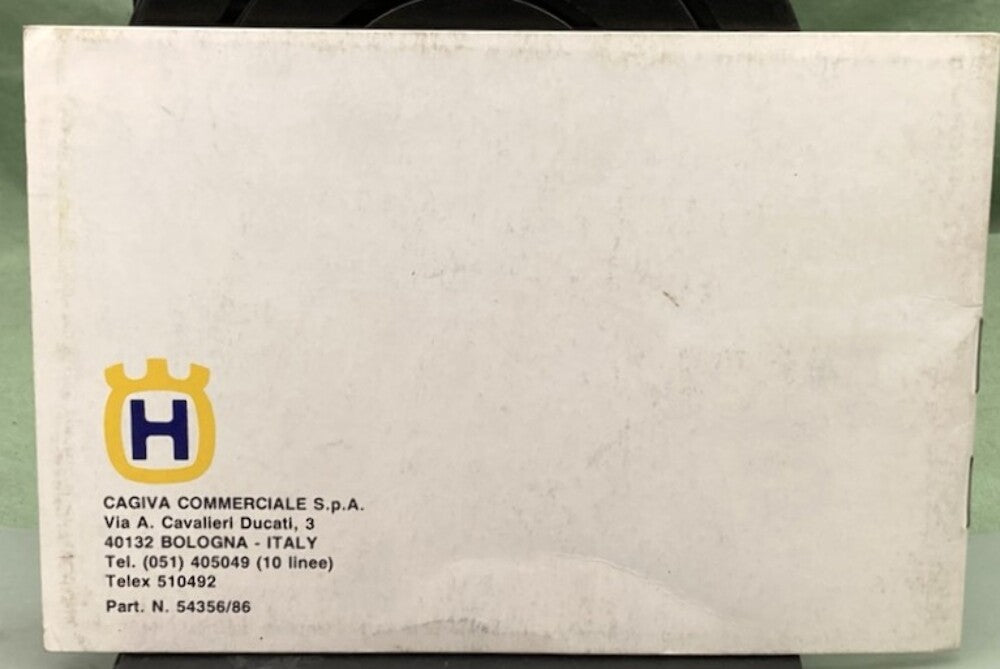 H
CAGIVA COMMERCIALE S.p.A.
Via A. Cavalieri Ducati, 3
40132 BOLOGNA - ITALY
Tel. (051) 405049 (10 linee)
Telex 510492
Part. N. 54356/86